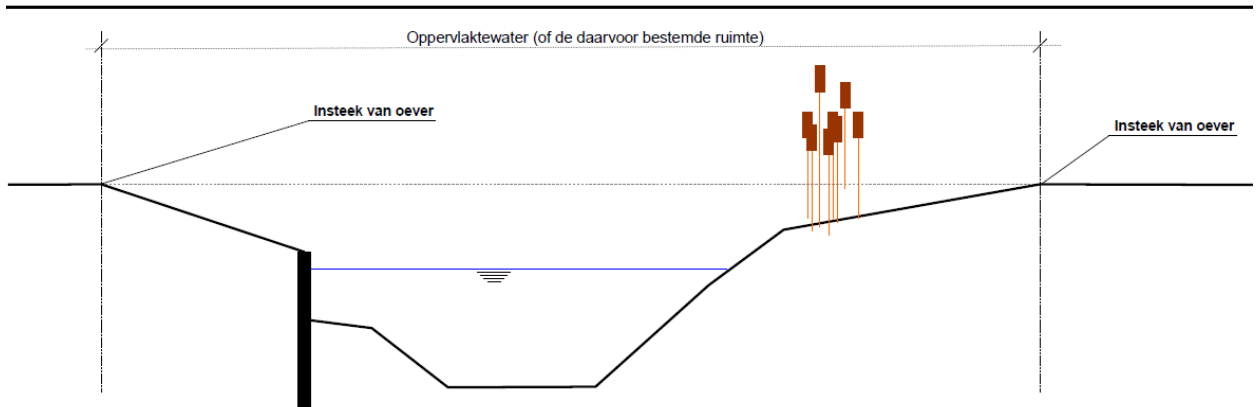 Oppervlaktewater (of de daarvoor bestemde ruimte)
Insteek van oever
Insteek van oever